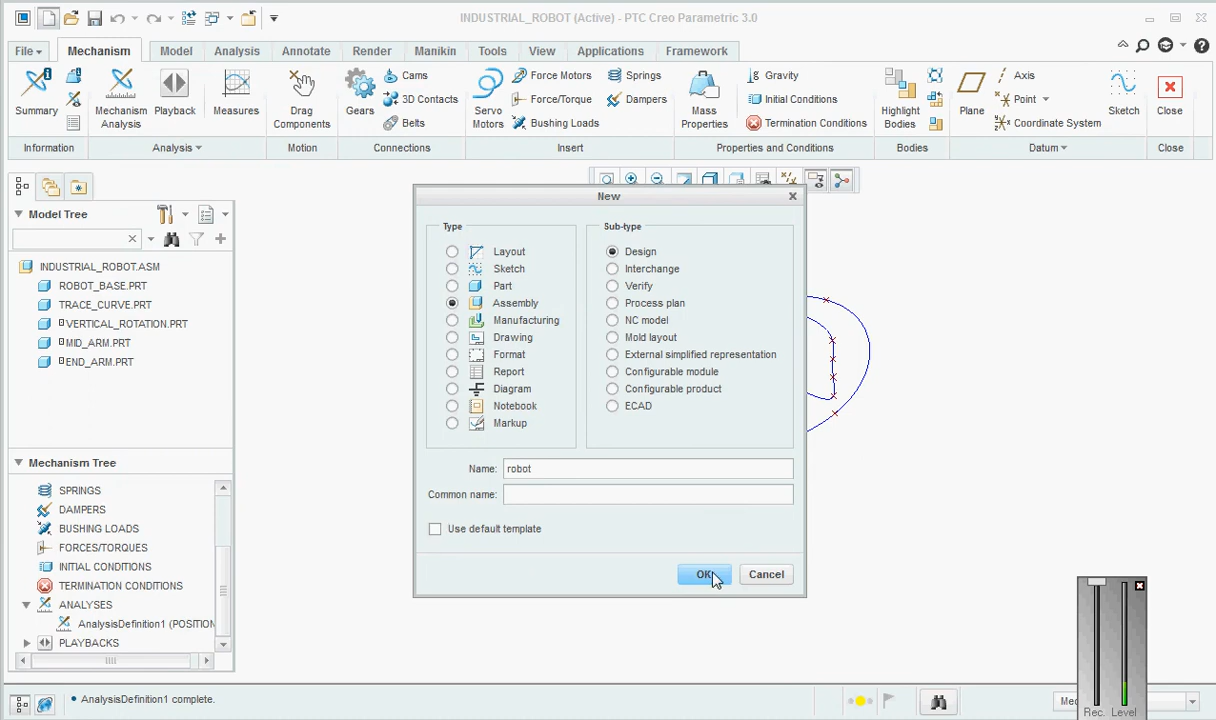 INDUSTRIAL_ROBOT (Active) - PTC Creo Parametric 3.0
File Mechanism Model Analysis Annotate Render Manikin Tools View Applications Framework
Summary
Mechanism Analysis
Playback
Measures
Drag Components
Gears
Cams
3D Contacts
Belts
Servo Motors
Force Motors
Force/Torque
Bushing Loads
Springs
Dampers
Mass Properties
Gravity
Initial Conditions
Termination Conditions
Highlight Bodies
Plane
Axis
Point
Coordinate System
Sketch
Close
Information Analysis Motion Connections Insert Properties and Conditions Bodies Datum Close
Model Tree
INDUSTRIAL_ROBOT.ASM
ROBOT_BASE.PRT
TRACE_CURVE.PRT
VERTICAL_ROTATION.PRT
MID_ARM.PRT
END_ARM.PRT
Mechanism Tree
SPRINGS
DAMPERS
BUSHING LOADS
FORCES/TORQUES
INITIAL CONDITIONS
TERMINATION CONDITIONS
ANALYSES
AnalysisDefinition1 (POSITION
PLAYBACKS
New
Type
Layout
Sketch
Part
Assembly
Manufacturing
Drawing
Format
Report
Diagram
Notebook
Markup
Sub-type
Design
Interchange
Verify
Process plan
NC model
Mold layout
External simplified representation
Configurable module
Configurable product
ECAD
Name: robot
Common name:
Use default template
OK Cancel
AnalysisDefinition1 complete.
Rec. Level